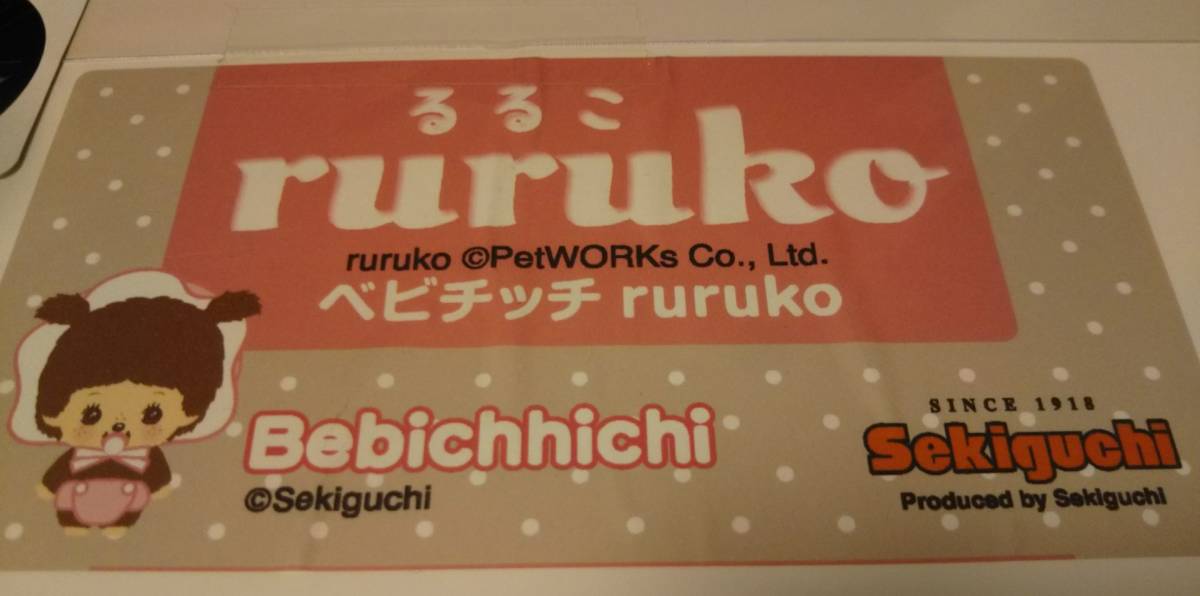 るるこ
ruruko
ruruko ©PetWORKs Co., Ltd.
ベビチッチ ruruko
Bebichhichi
©Sekiguchi
SINCE 1918
Sekiguchi
Produced by Sekiguchi